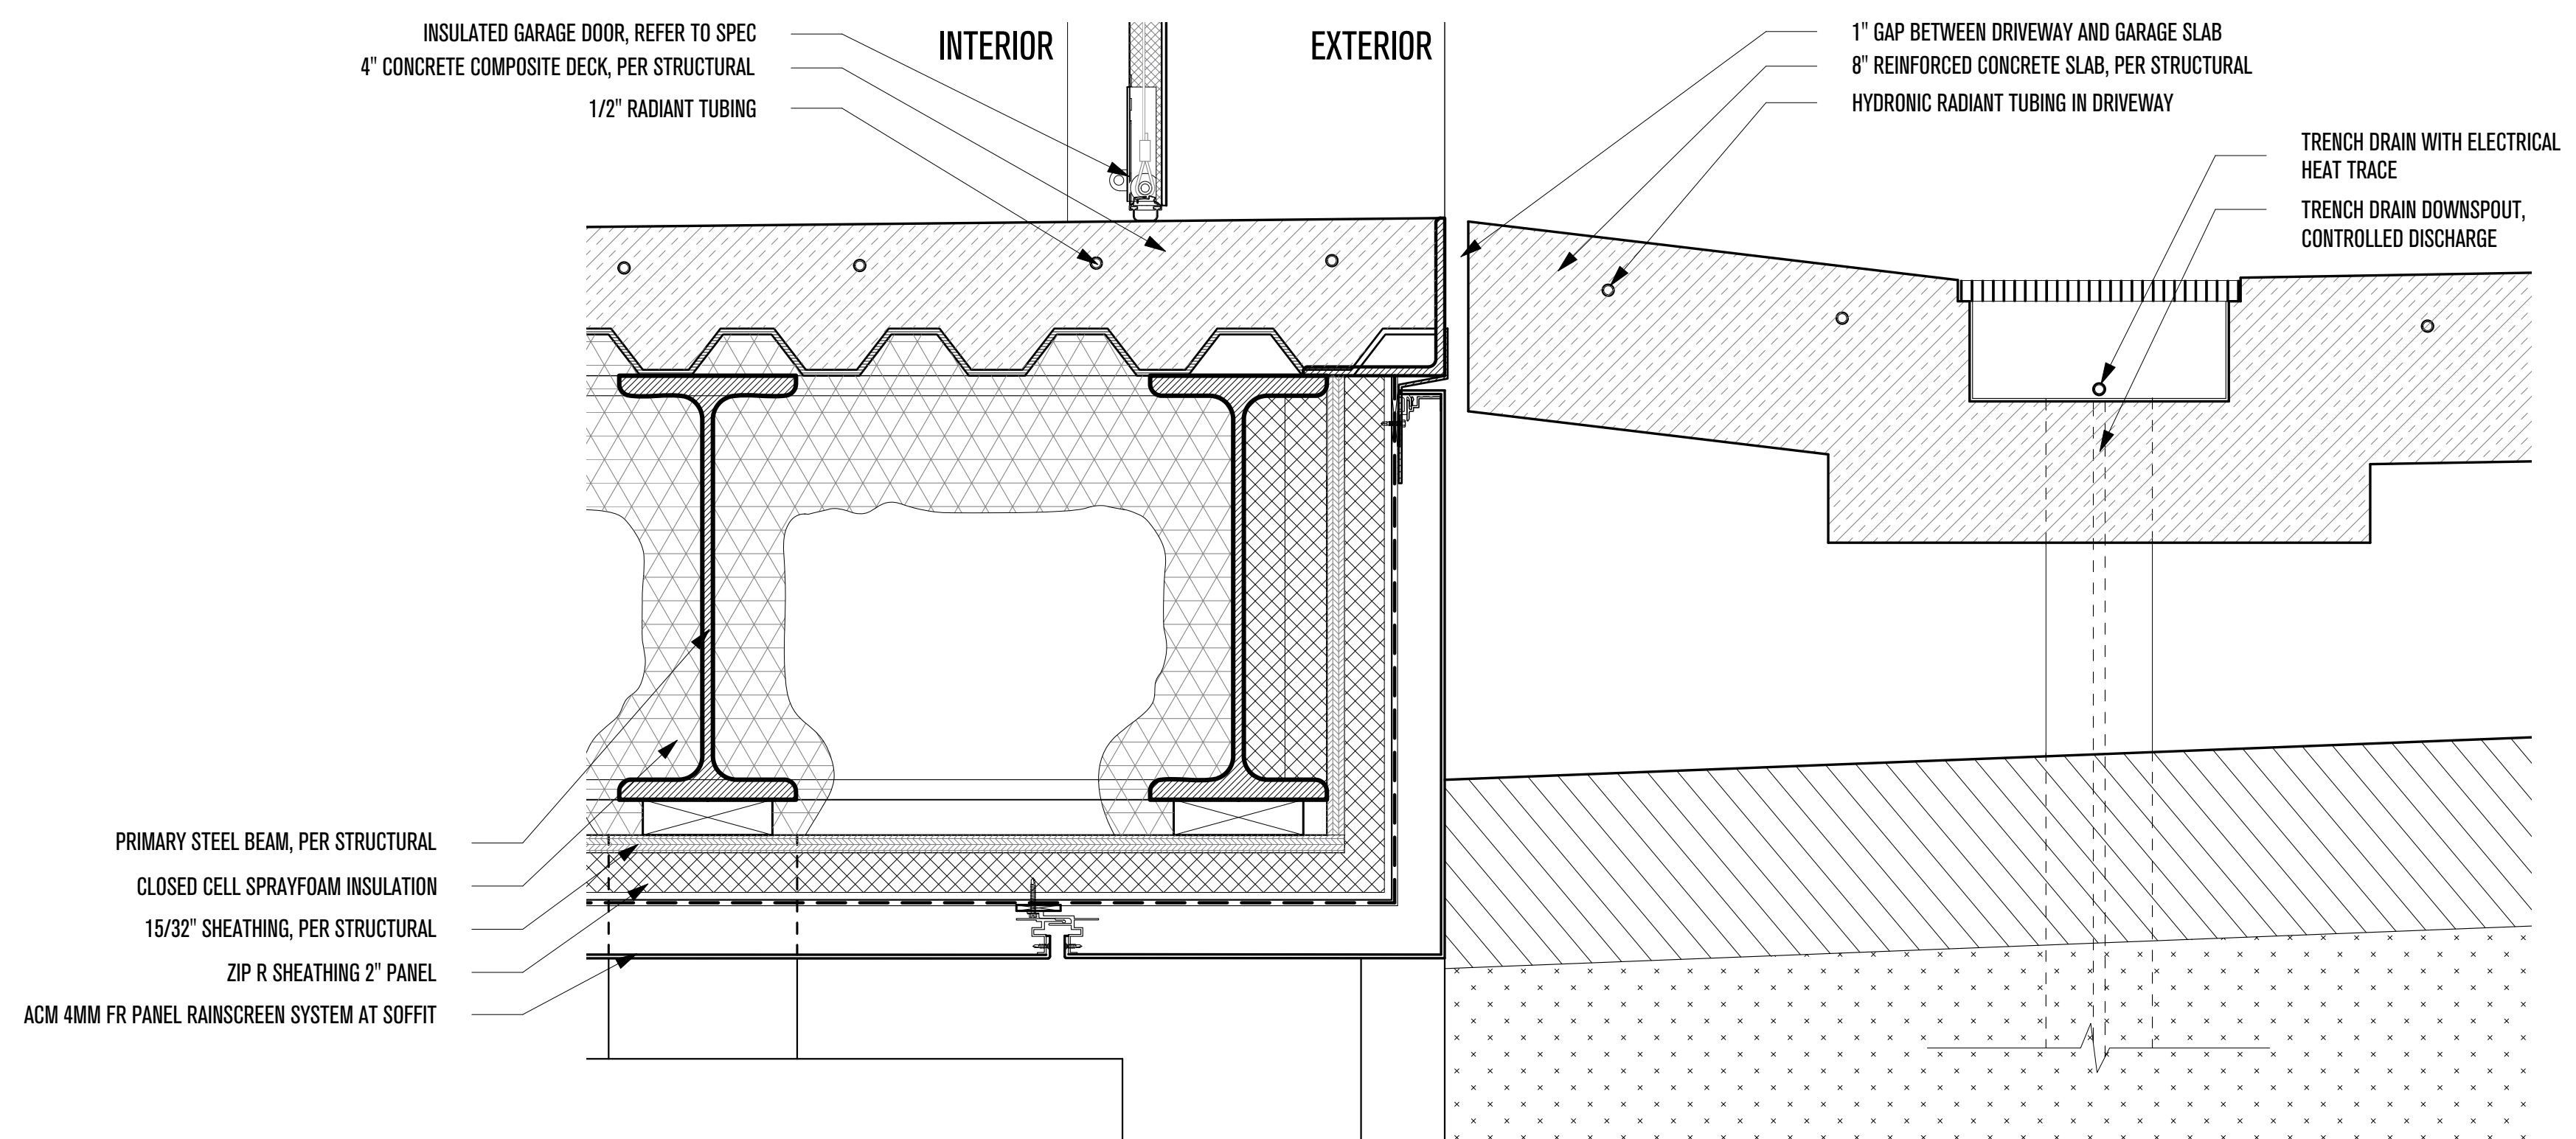 INSULATED GARAGE DOOR, REFER TO SPEC
4" CONCRETE COMPOSITE DECK, PER STRUCTURAL
1/2" RADIANT TUBING
INTERIOR
EXTERIOR
1" GAP BETWEEN DRIVEWAY AND GARAGE SLAB
8" REINFORCED CONCRETE SLAB, PER STRUCTURAL
HYDRONIC RADIANT TUBING IN DRIVEWAY
TRENCH DRAIN WITH ELECTRICAL
HEAT TRACE
TRENCH DRAIN DOWNSPOUT,
CONTROLLED DISCHARGE
PRIMARY STEEL BEAM, PER STRUCTURAL
CLOSED CELL SPRAYFOAM INSULATION
15/32" SHEATHING, PER STRUCTURAL
ZIP R SHEATHING 2" PANEL
ACM 4MM FR PANEL RAINSCREEN SYSTEM AT SOFFIT